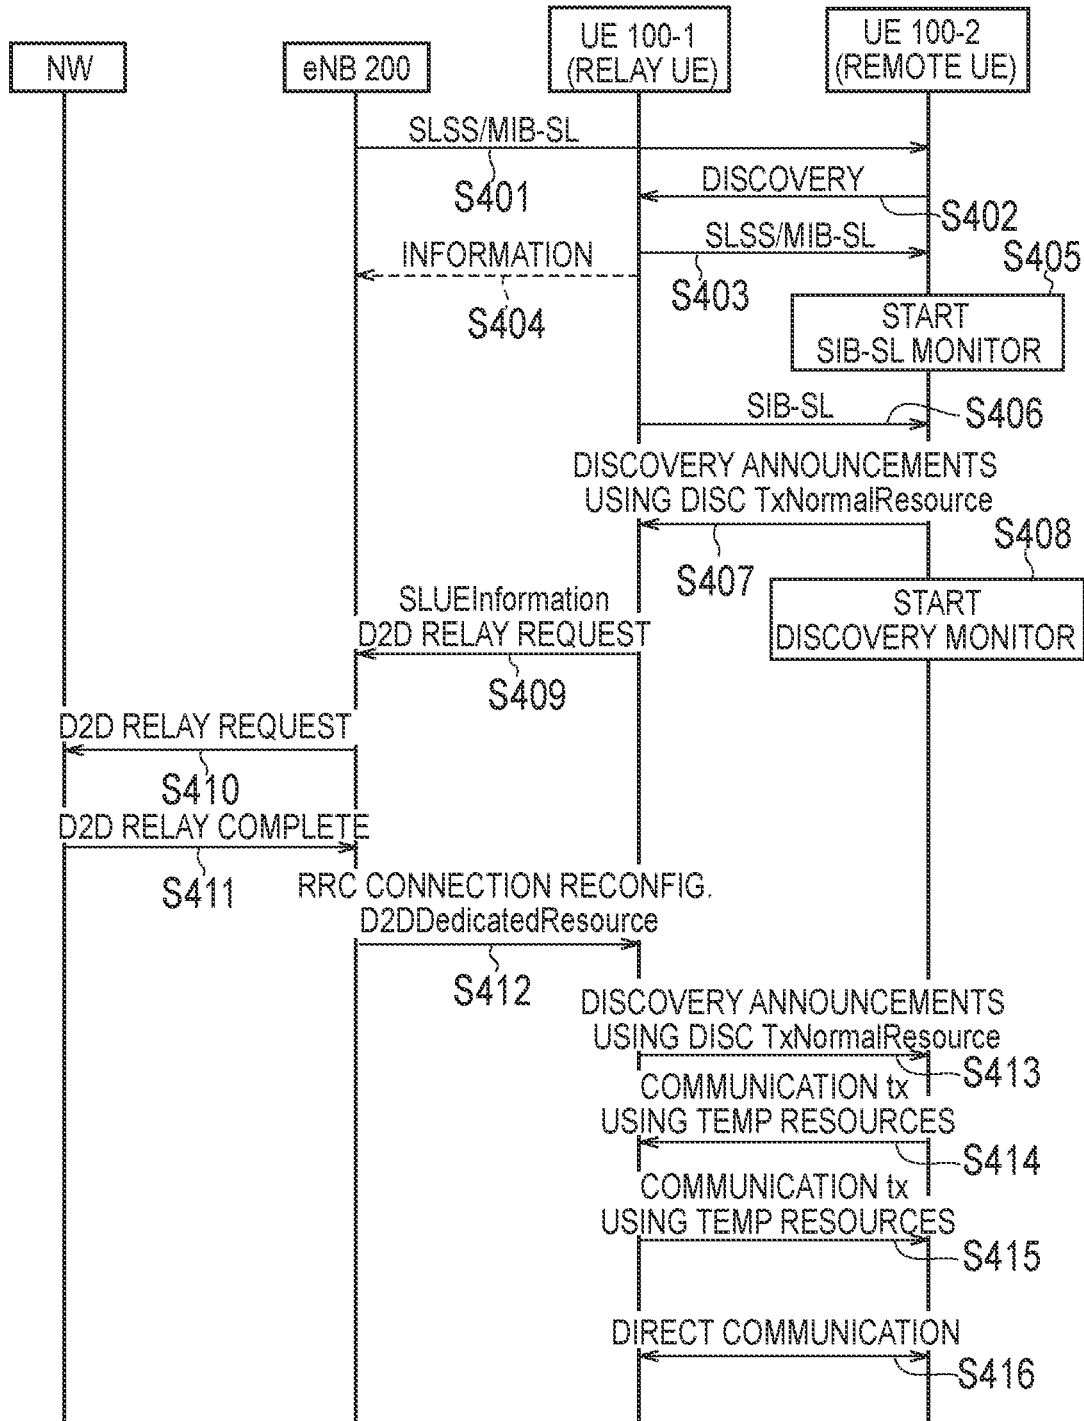 NW
eNB 200
UE 100-1
(RELAY UE)
UE 100-2
(REMOTE UE)
SLSS/MIB-SL
S401
DISCOVERY
S402
SLSS/MIB-SL
S403
INFORMATION
S404
S405
START
SIB-SL MONITOR
SIB-SL
S406
DISCOVERY ANNOUNCEMENTS
USING DISC TxNormalResource
S407
S408
START
DISCOVERY MONITOR
SLUEInformation
D2D RELAY REQUEST
S409
D2D RELAY REQUEST
S410
D2D RELAY COMPLETE
S411
RRC CONNECTION RECONFIG.
D2DDedicatedResource
S412
DISCOVERY ANNOUNCEMENTS
USING DISC TxNormalResource
S413
COMMUNICATION tx
USING TEMP RESOURCES
S414
COMMUNICATION tx
USING TEMP RESOURCES
S415
DIRECT COMMUNICATION
S416